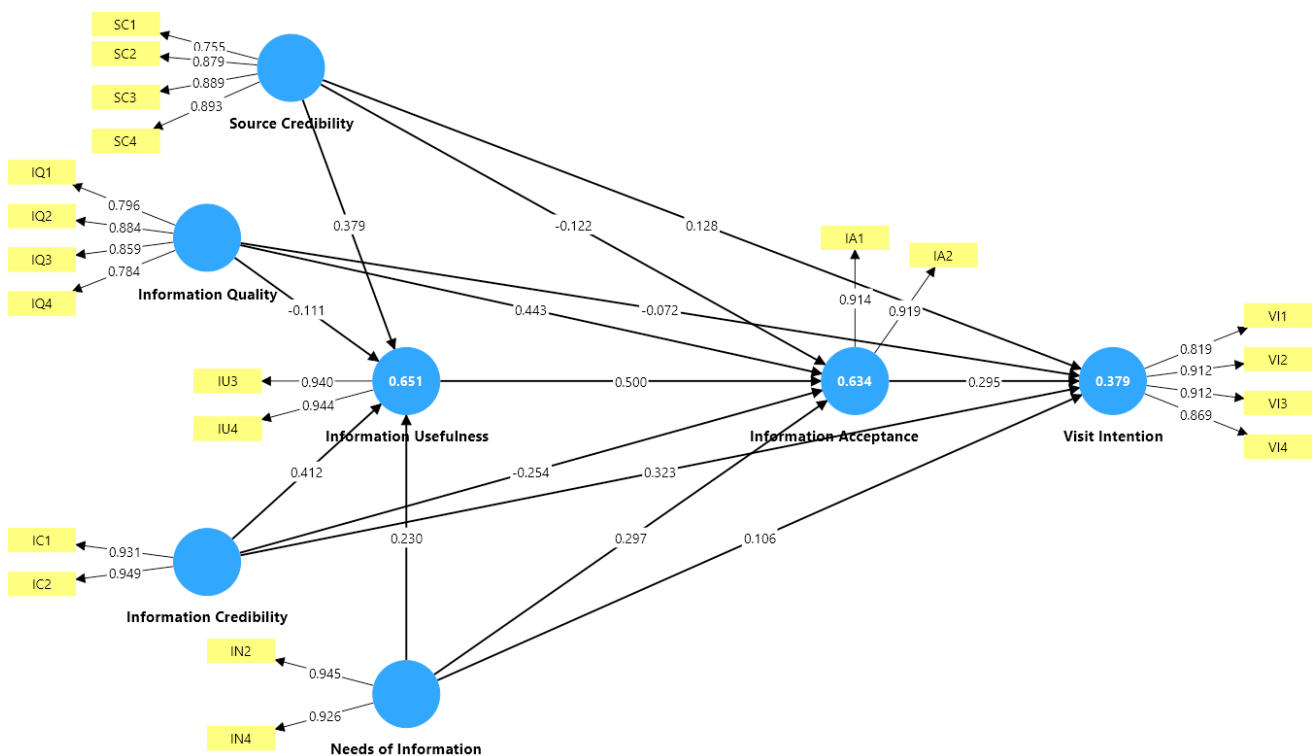 SC1
0.755
SC2
0.879
SC3
0.889
0.893
SC4
Source Credibility
IQ1
0.796
IQ2
0.884
IQ3
0.859
0.784
IQ4
Information Quality
0.379
-0.122
0.128
IA1
IA2
0.914
0.919
-0.111
0.443
-0.072
VI1
0.819
VI2
0.912
VI3
0.912
0.869
VI4
IU3
0.940
0.944
IU4
0.651
0.500
0.634
0.295
0.379
Information Usefulness
Information Acceptance
Visit Intention
0.412
-0.254
0.323
IC1
0.931
IC2
0.949
0.230
0.297
0.106
Information Credibility
IN2
0.945
0.926
IN4
Needs of Information